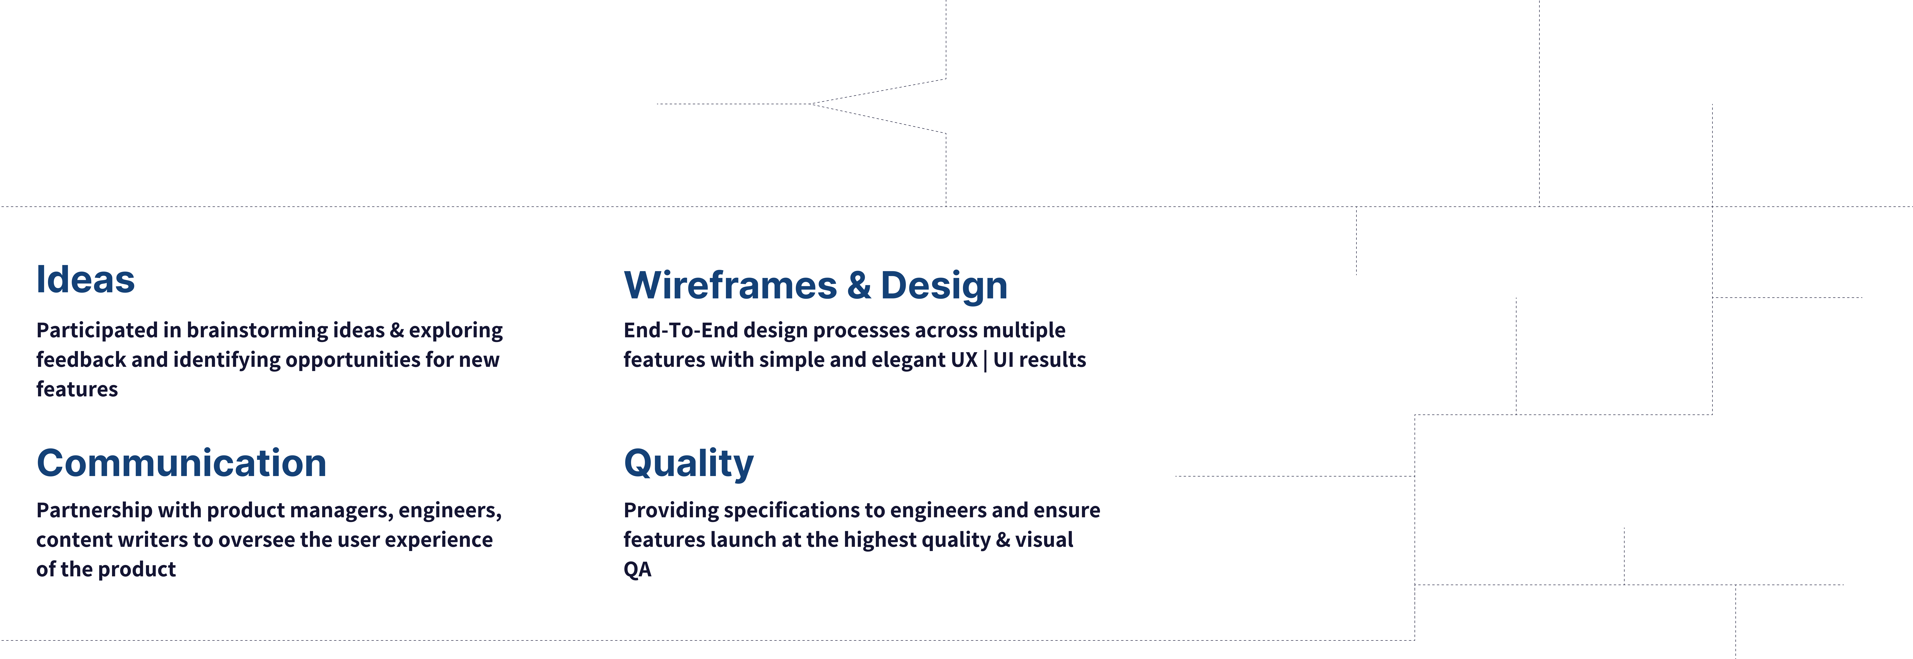 Ideas
Participated in brainstorming ideas & exploring
feedback and identifying opportunities for new
features
Wireframes & Design
End-To-End design processes across multiple
features with simple and elegant UX | UI results
Communication
Partnership with product managers, engineers,
content writers to oversee the user experience
of the product
Quality
Providing specifications to engineers and ensure
features launch at the highest quality & visual
QA